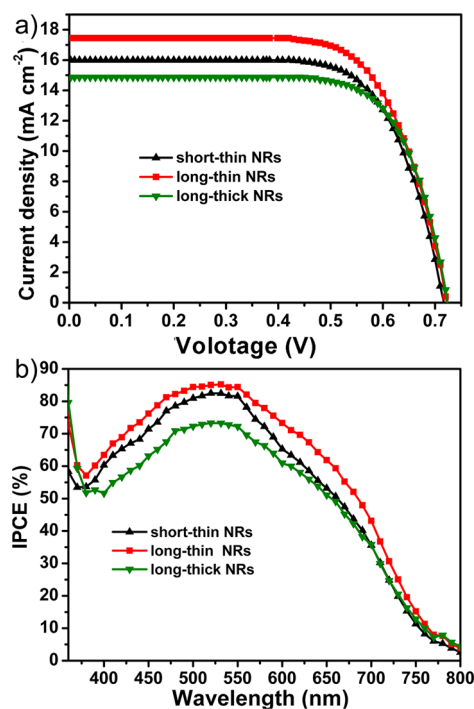 a)
Current density (mA cm⁻²)
18
16
14
12
10
8
6
4
2
0
short-thin NRs
long-thin NRs
long-thick NRs
0.0 0.1 0.2 0.3 0.4 0.5 0.6 0.7
Volotage (V)
b)
IPCE (%)
90
80
70
60
50
40
30
20
10
0
short-thin NRs
long-thin NRs
long-thick NRs
400 450 500 550 600 650 700 750 800
Wavelength (nm)